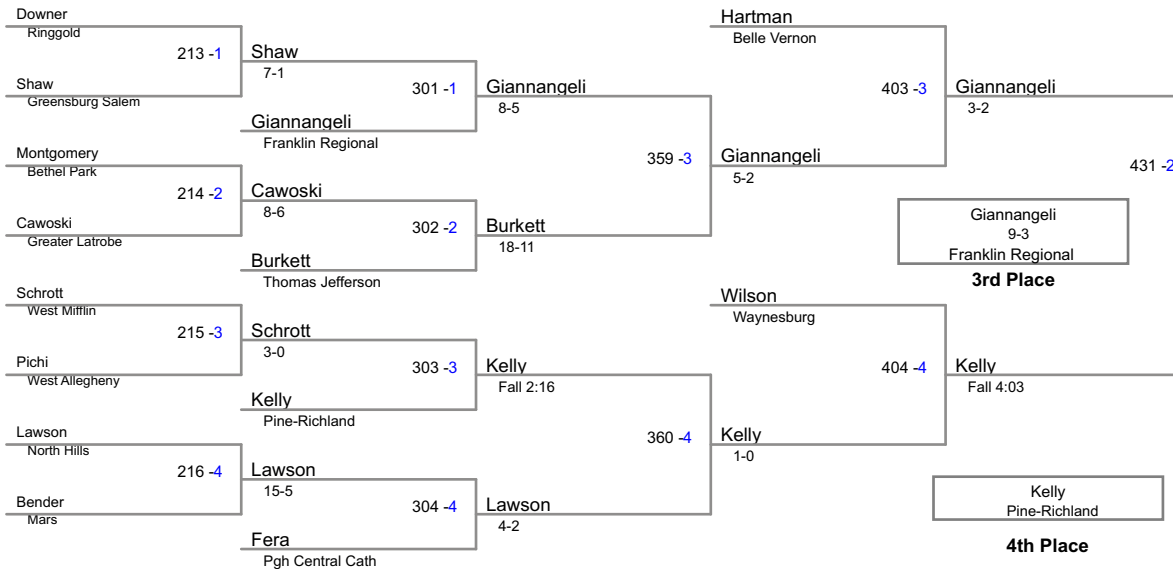 Downer
Ringgold
213 -1
Shaw
Greensburg Salem
Shaw
7-1
301 -1
Giannangeli
Franklin Regional
Giannangeli
8-5
Montgomery
Bethel Park
214 -2
Cawoski
Greater Latrobe
Cawoski
8-6
302 -2
Burkett
Thomas Jefferson
Burkett
18-11
359 -3
Giannangeli
5-2
Hartman
Belle Vernon
403 -3
Giannangeli
3-2
431 -2
Giannangeli
9-3
Franklin Regional
3rd Place
Schrott
West Mifflin
215 -3
Pichi
West Allegheny
Schrott
3-0
303 -3
Kelly
Pine-Richland
Kelly
Fall 2:16
Lawson
North Hills
216 -4
Bender
Mars
Lawson
15-5
304 -4
Fera
Pgh Central Cath
Lawson
4-2
360 -4
Kelly
1-0
Wilson
Waynesburg
404 -4
Kelly
Fall 4:03
Kelly
Pine-Richland
4th Place